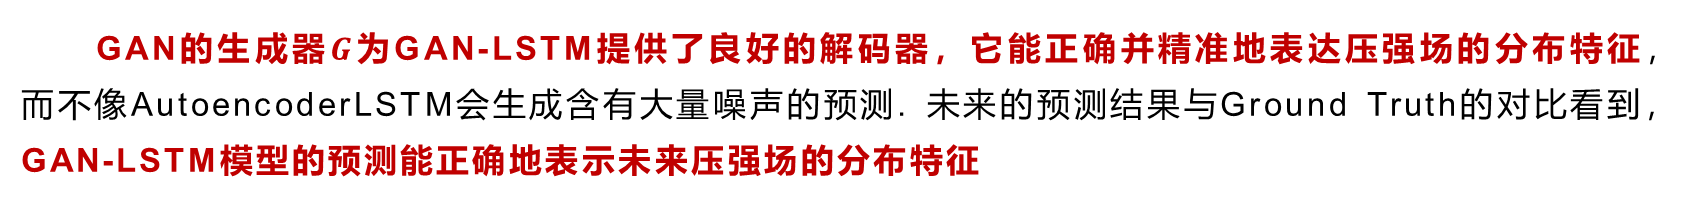 GAN的生成器G为GAN-LSTM提供了良好的解码器，它能正确并精准地表达压强场的分布特征，
而不像AutoencoderLSTM会生成含有大量噪声的预测. 未来的预测结果与Ground Truth的对比看到，
GAN-LSTM模型的预测能正确地表示未来压强场的分布特征